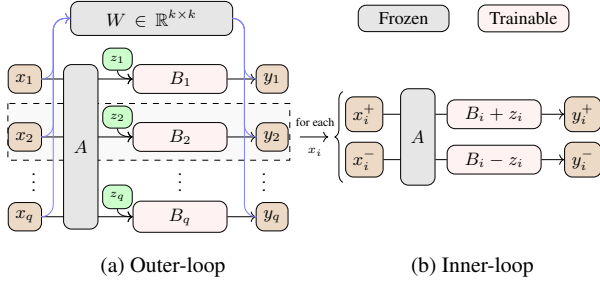 W ∈ ℝ^{k×k}
Frozen
Trainable
x_1
z_1
B_1
y_1
x_2
z_2
B_2
y_2
A
⋮
⋮
⋮
x_q
z_q
B_q
y_q
for each
x_i
x_i^+
A
B_i + z_i
y_i^+
x_i^-
B_i − z_i
y_i^-
(a) Outer-loop
(b) Inner-loop